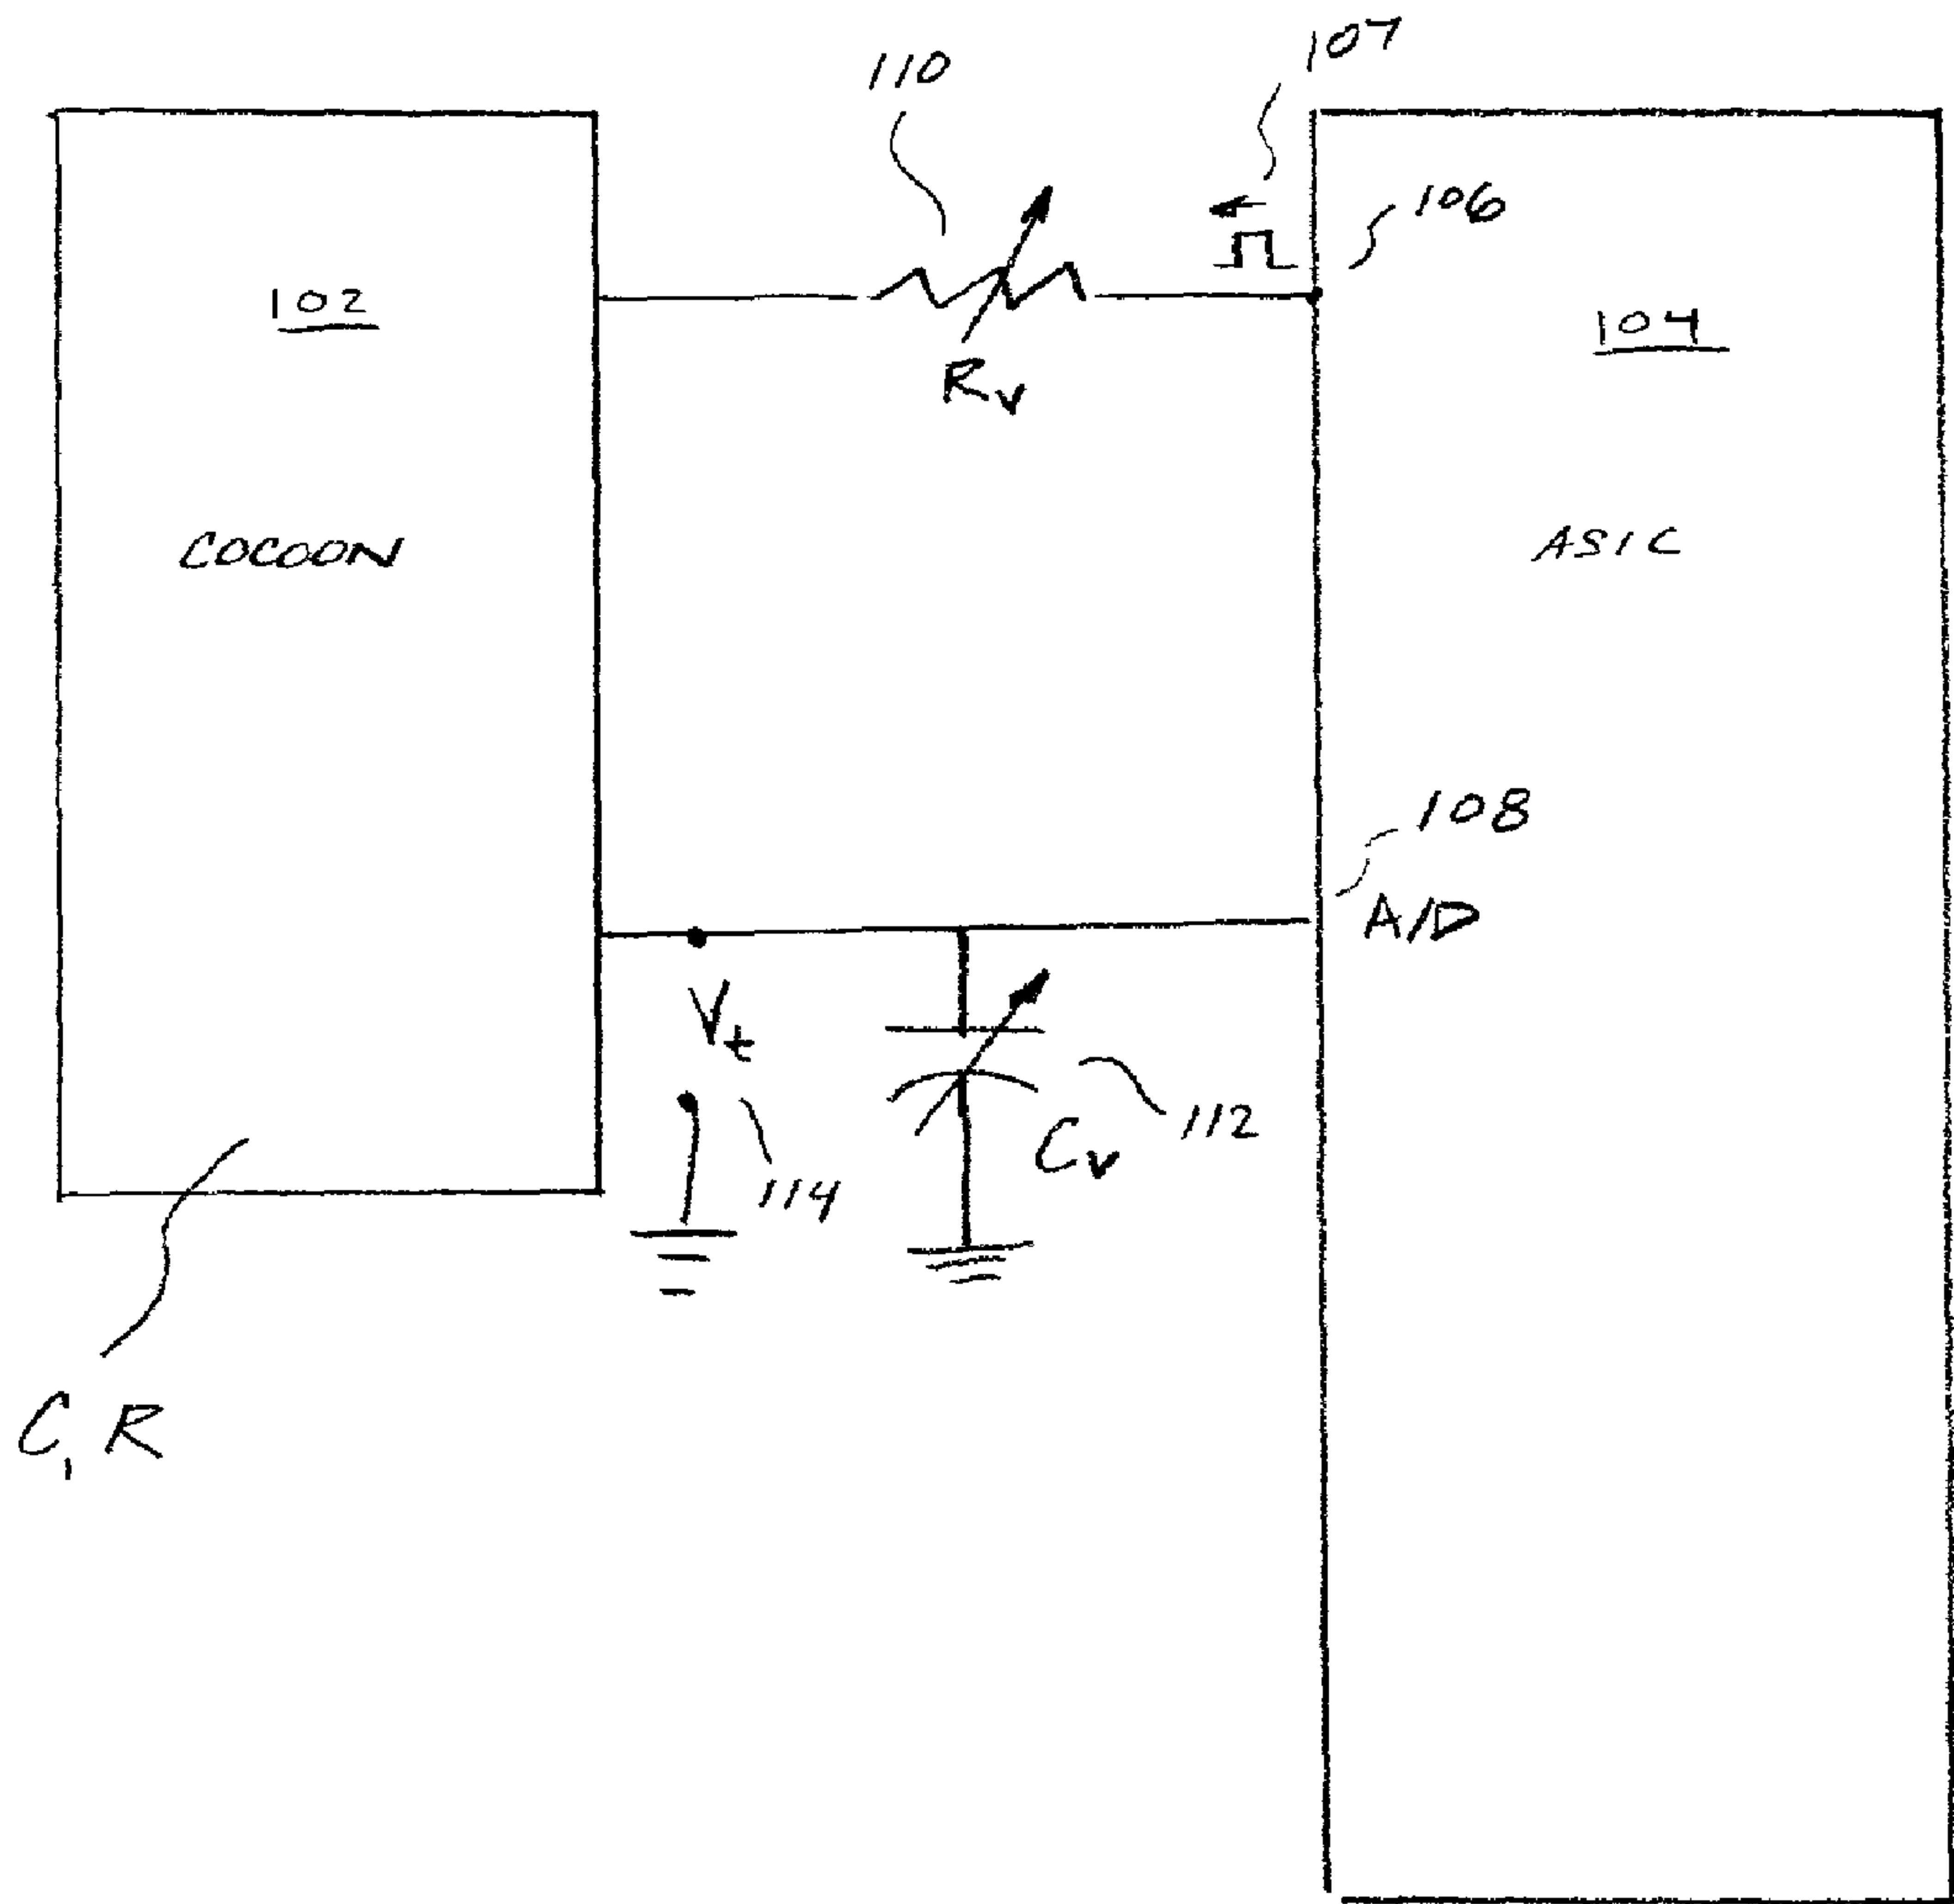 107
110
106
102
104
Rv
COCOON
ASIC
108
A/D
Vt
112
Cv
114
C, R